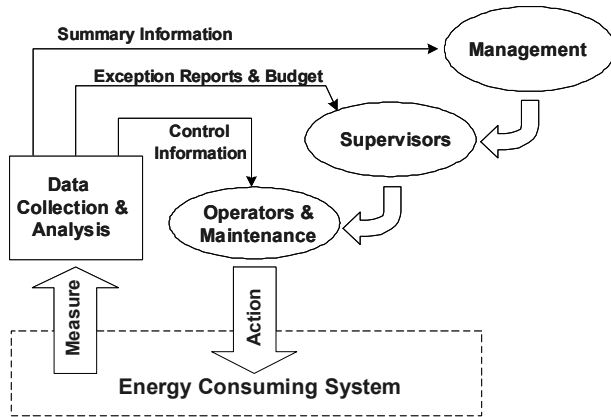 Summary Information
Management
Exception Reports & Budget
Supervisors
Control
Information
Data
Collection &
Analysis
Operators &
Maintenance
Measure
Action
Energy Consuming System